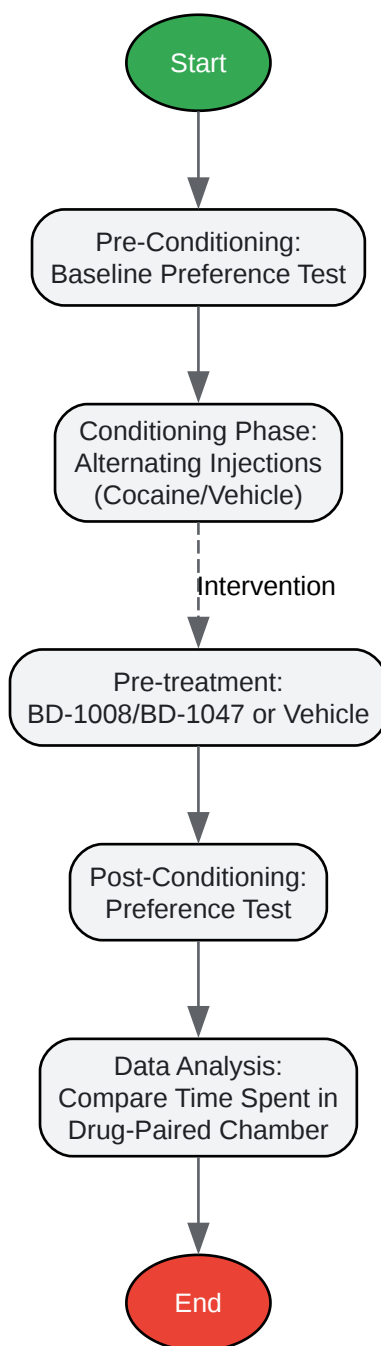 Start
Pre-Conditioning:
Baseline Preference Test
Conditioning Phase:
Alternating Injections
(Cocaine/Vehicle)
Intervention
Pre-treatment:
BD-1008/BD-1047 or Vehicle
Post-Conditioning:
Preference Test
Data Analysis:
Compare Time Spent in
Drug-Paired Chamber
End